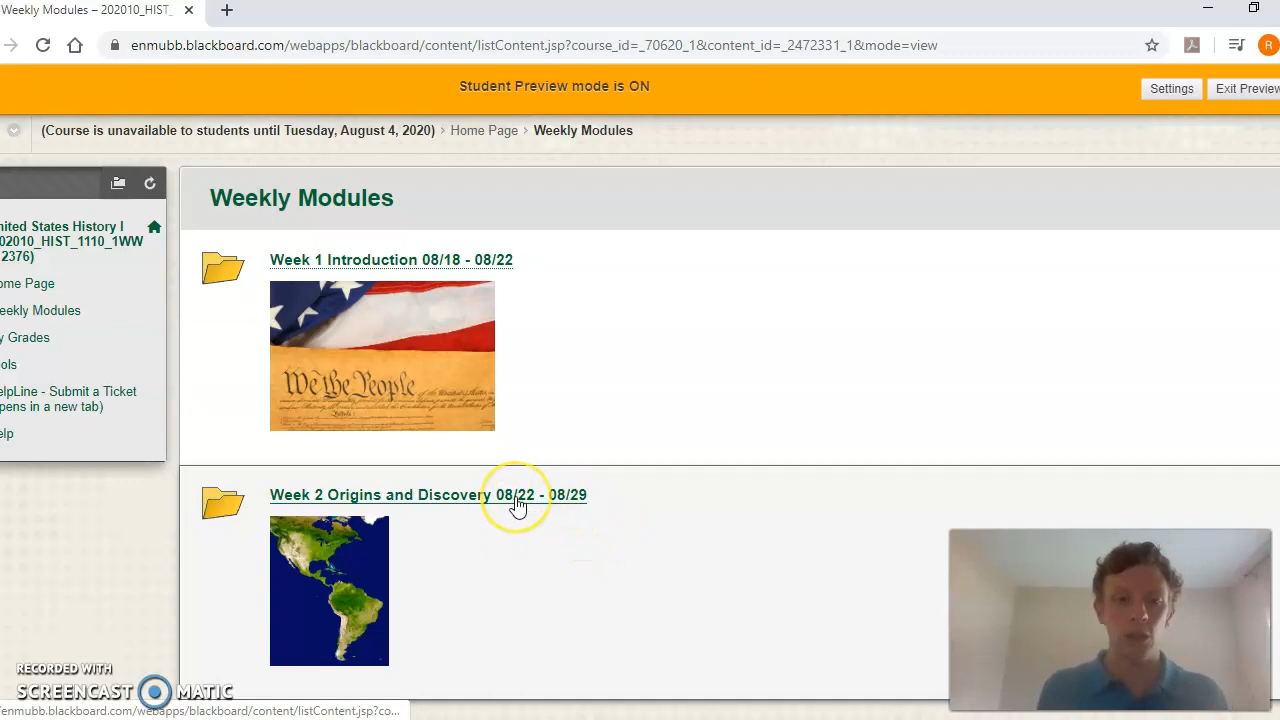 Weekly Modules – 202010_HIST_
enmubb.blackboard.com/webapps/blackboard/content/listContent.jsp?course_id=_70620_1&content_id=_2472331_1&mode=view
R
Student Preview mode is ON
Settings
Exit Preview
(Course is unavailable to students until Tuesday, August 4, 2020) > Home Page > Weekly Modules
Weekly Modules
nited States History I
02010_HIST_1110_1WW
2376)
ome Page
eekly Modules
y Grades
ols
elpLine - Submit a Ticket
pens in a new tab)
elp
Week 1 Introduction 08/18 - 08/22
We the People
Week 2 Origins and Discovery 08/22 - 08/29
RECORDED WITH
SCREENCAST MATIC
enmubb.blackboard.com/webapps/blackboard/content/listContent.jsp?co...